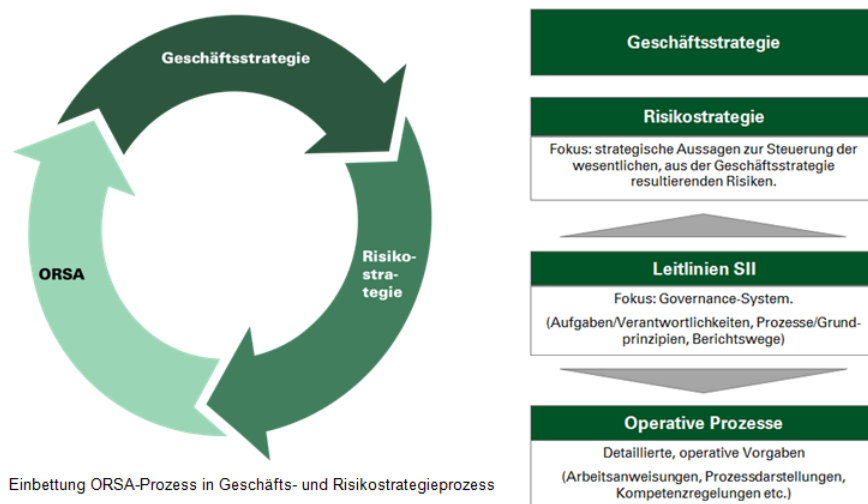 Geschäftsstrategie
Risiko-
stra-
tegie
ORSA
Einbettung ORSA-Prozess in Geschäfts- und Risikostrategieprozess
Geschäftsstrategie
Risikostrategie
Fokus: strategische Aussagen zur Steuerung der
wesentlichen, aus der Geschäftsstrategie
resultierenden Risiken.
Leitlinien SII
Fokus: Governance-System.
(Aufgaben/Verantwortlichkeiten, Prozesse/Grund-
prinzipien, Berichtswege)
Operative Prozesse
Detaillierte, operative Vorgaben
(Arbeitsanweisungen, Prozessdarstellungen,
Kompetenzregelungen etc.)